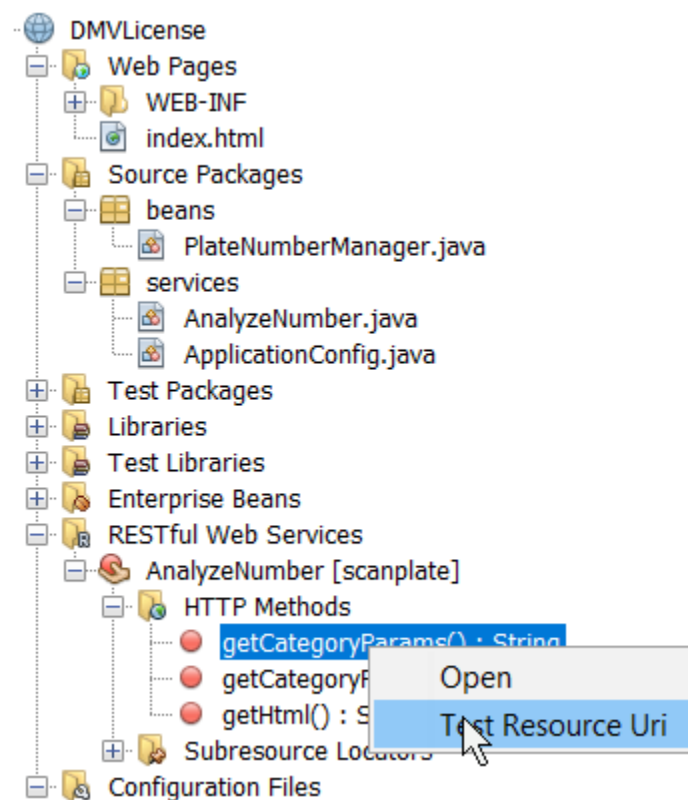 DMVLicense
Web Pages
WEB-INF
index.html
Source Packages
beans
PlateNumberManager.java
services
AnalyzeNumber.java
ApplicationConfig.java
Test Packages
Libraries
Test Libraries
Enterprise Beans
RESTful Web Services
AnalyzeNumber [scanplate]
HTTP Methods
getCategoryParams() : String
getCategory
Open
getHtml() : S
Test Resource Uri
Subresource Locators
Configuration Files